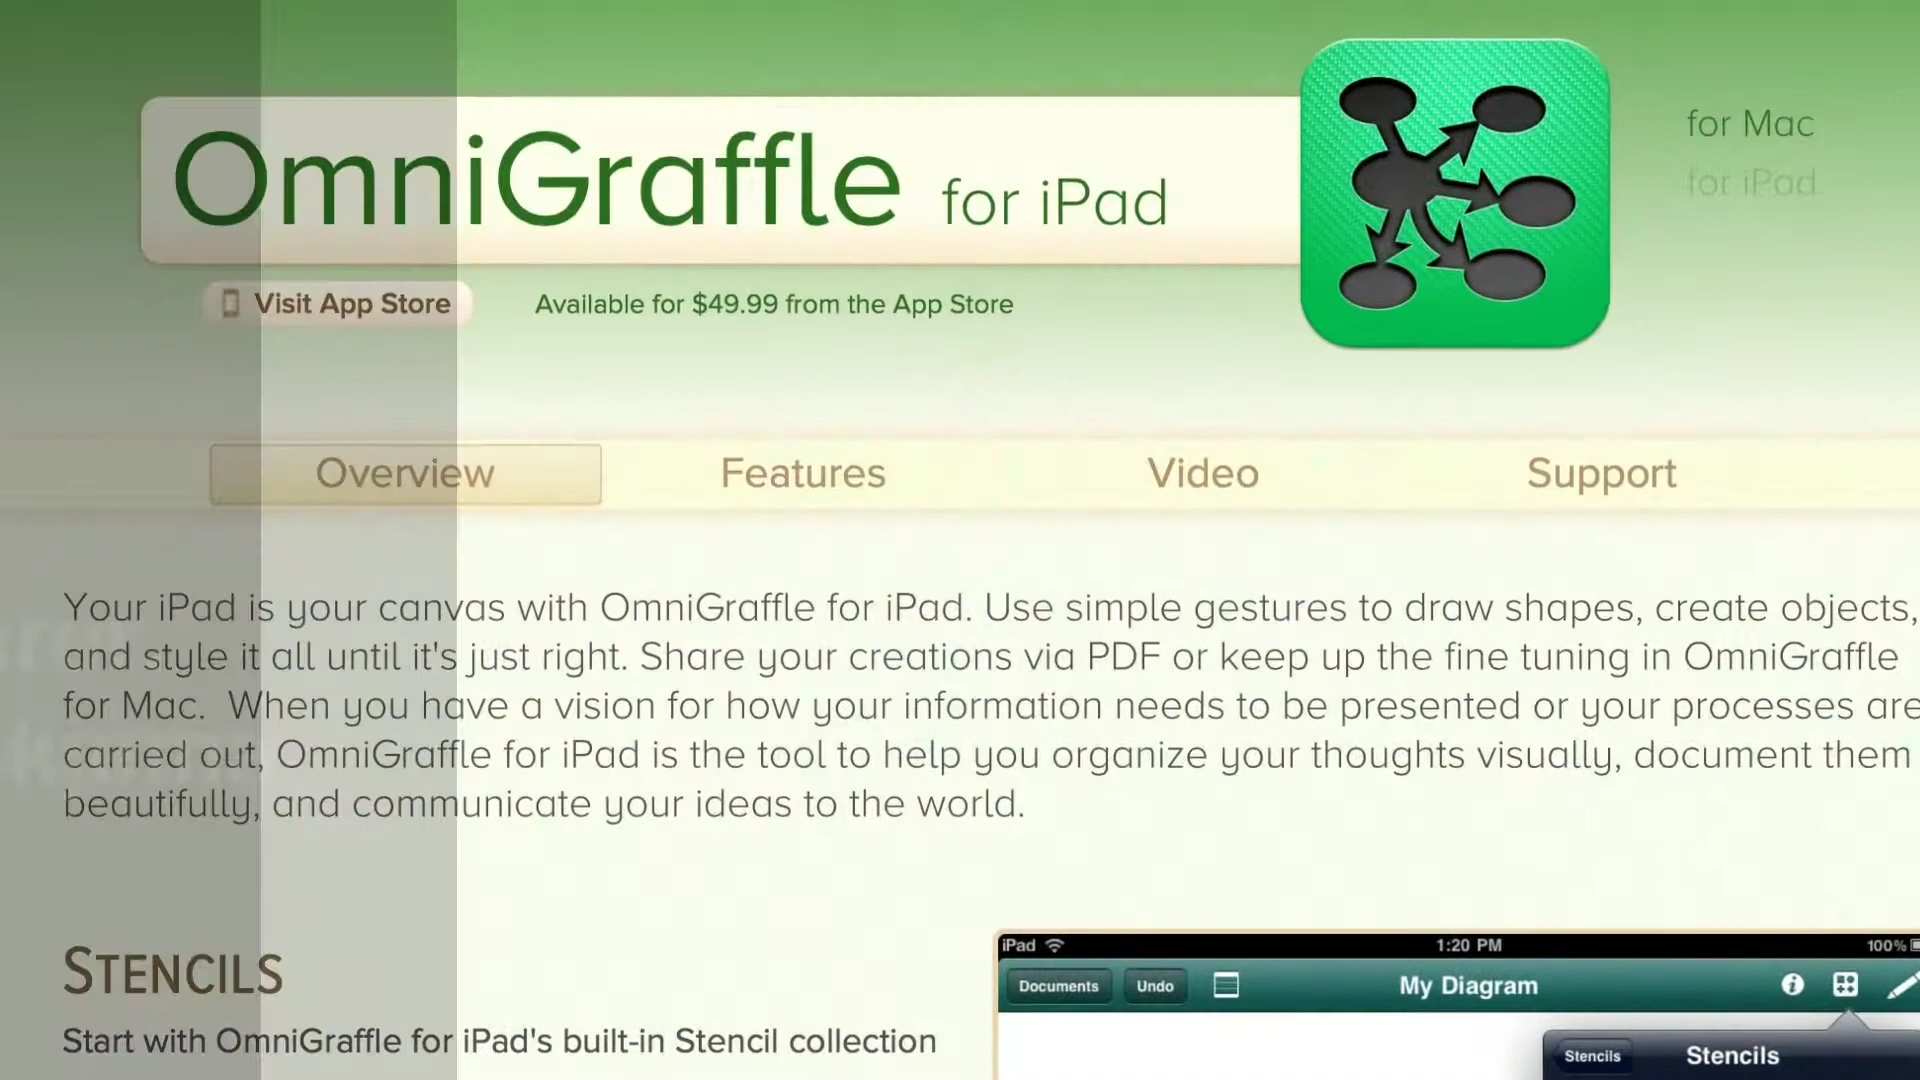 OmniGraffle for iPad
for Mac
for iPad
Visit App Store
Available for $49.99 from the App Store
Overview
Features
Video
Support
Your iPad is your canvas with OmniGraffle for iPad. Use simple gestures to draw shapes, create objects,
and style it all until it's just right. Share your creations via PDF or keep up the fine tuning in OmniGraffle
for Mac.  When you have a vision for how your information needs to be presented or your processes are
carried out, OmniGraffle for iPad is the tool to help you organize your thoughts visually, document them
beautifully, and communicate your ideas to the world.
STENCILS
Start with OmniGraffle for iPad's built-in Stencil collection
iPad
1:20 PM
100%
Documents
Undo
My Diagram
Stencils
Stencils